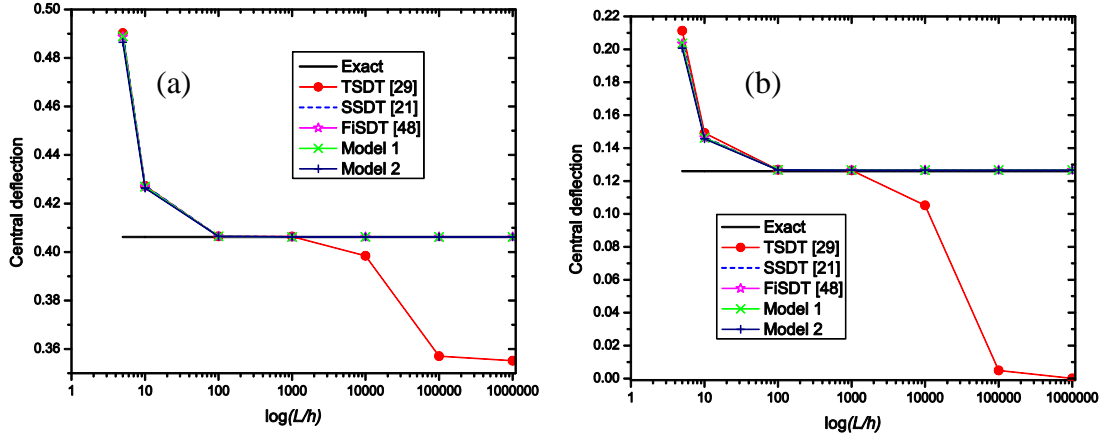 0.50
0.48
0.46
0.44
0.42
0.40
0.38
0.36
Central deflection
(a)
Exact
TSDT [29]
SSDT [21]
FiSDT [48]
Model 1
Model 2
1
10
100
1000
10000
100000
1000000
log(L/h)
0.22
0.20
0.18
0.16
0.14
0.12
0.10
0.08
0.06
0.04
0.02
0.00
Central deflection
(b)
Exact
TSDT [29]
SSDT [21]
FiSDT [48]
Model 1
Model 2
1
10
100
1000
10000
100000
1000000
log(L/h)